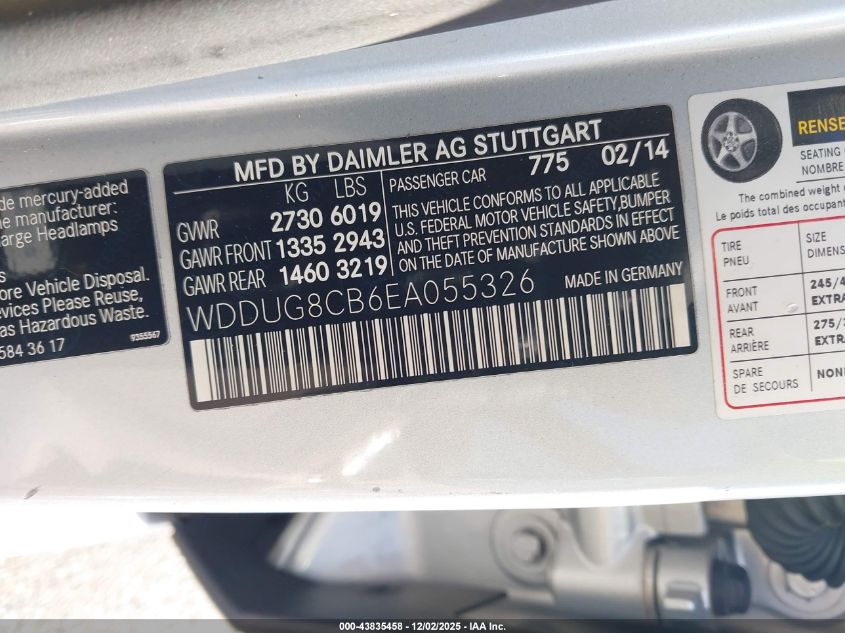 de mercury-added
ne manufacturer:
arge Headlamps
ore Vehicle Disposal.
evices Please Reuse,
as Hazardous Waste.
584 36 17
9355567
MFD BY DAIMLER AG STUTTGART
KG LBS
GVWR 2730 6019
GAWR FRONT 1335 2943
GAWR REAR 1460 3219
PASSENGER CAR 775 02/14
THIS VEHICLE CONFORMS TO ALL APPLICABLE
U.S. FEDERAL MOTOR VEHICLE SAFETY,BUMPER
AND THEFT PREVENTION STANDARDS IN EFFECT
ON THE DATE OF MANUFACTURE SHOWN ABOVE
WDDUG8CB6EA055326 MADE IN GERMANY
RENSE
SEATING
NOMBRE
The combined weight
Le poids total des occupant
TIRE SIZE
PNEU DIMENS
FRONT 245/4
AVANT EXTRA
REAR 275/
ARRIÈRE EXTRA
SPARE NON
DE SECOURS
000-43835458 - 12/02/2025 - IAA Inc.